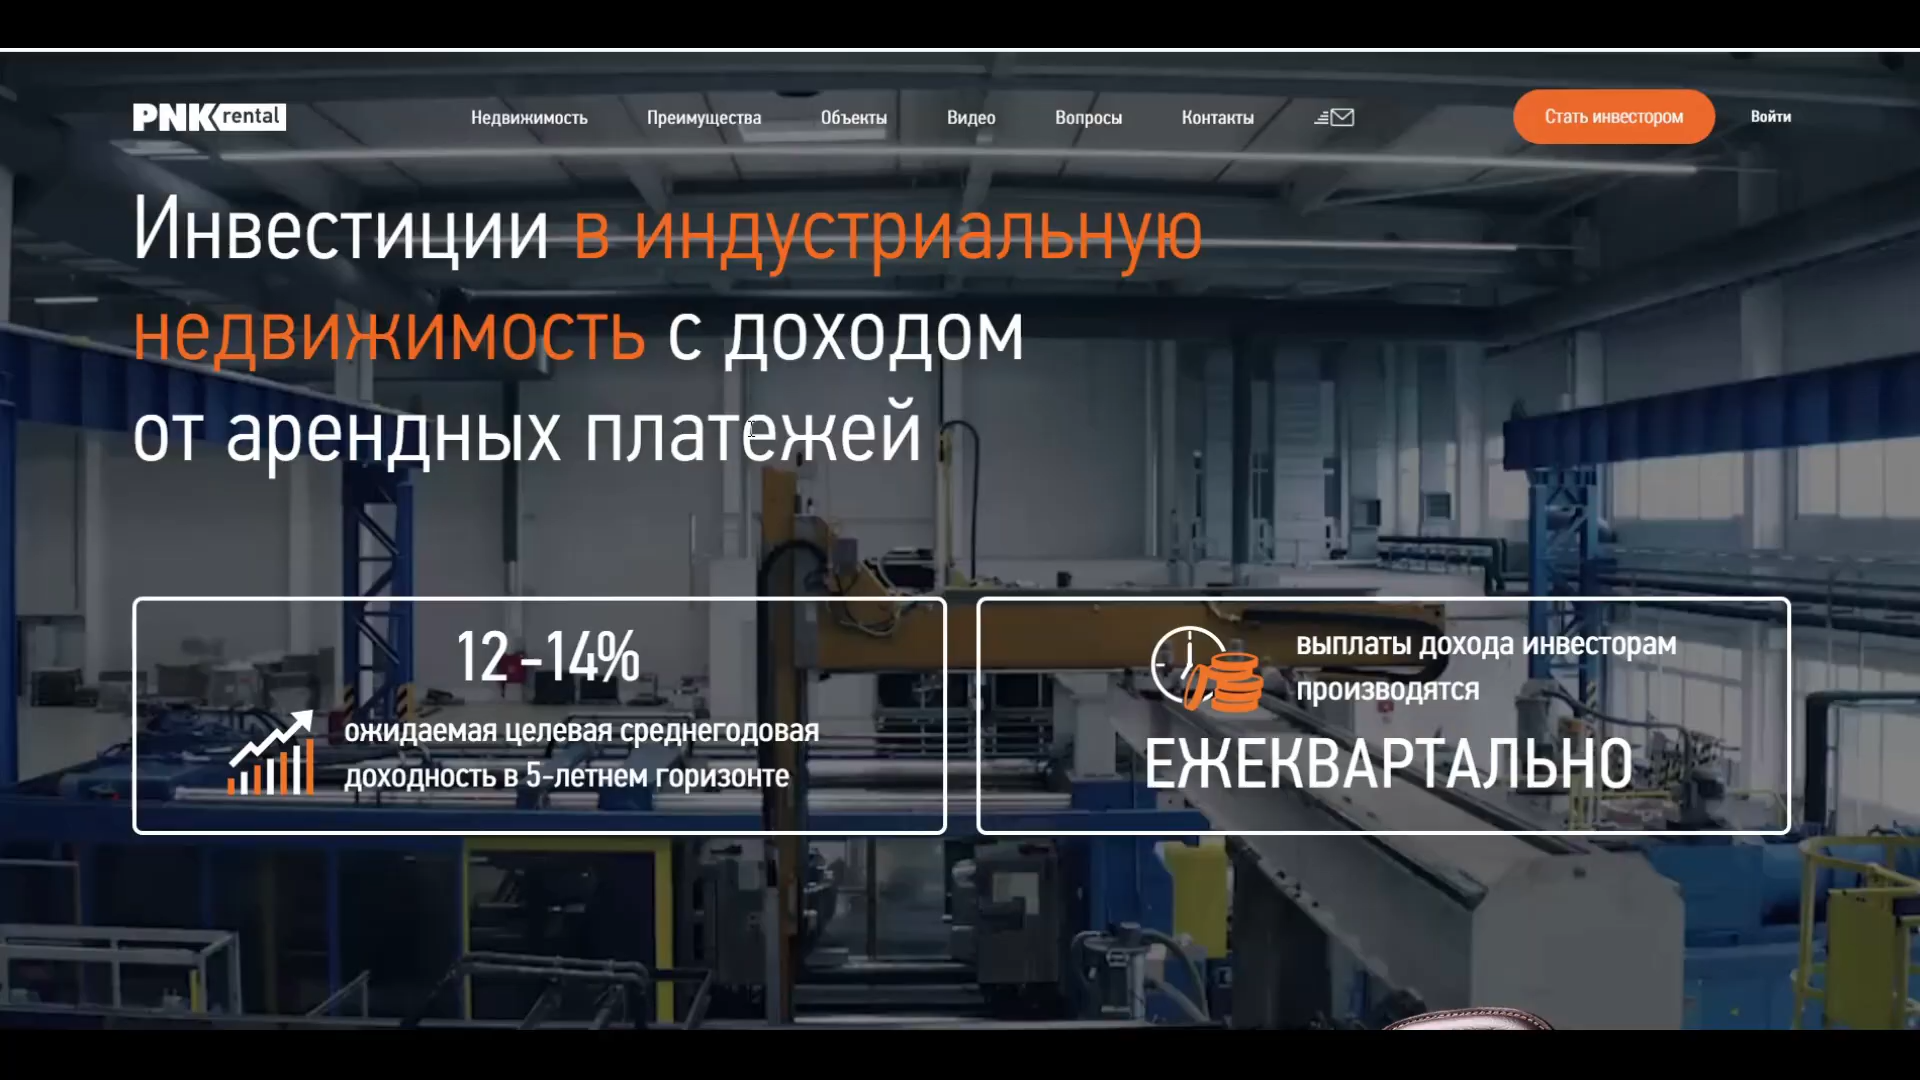 PNK rental
Недвижимость Преимущества Объекты Видео Вопросы Контакты Стать инвестором Войти
Инвестиции в индустриальную
недвижимость с доходом
от арендных платежей
12-14%
ожидаемая целевая среднегодовая
доходность в 5-летнем горизонте
выплаты дохода инвесторам
производятся
ЕЖЕКВАРТАЛЬНО